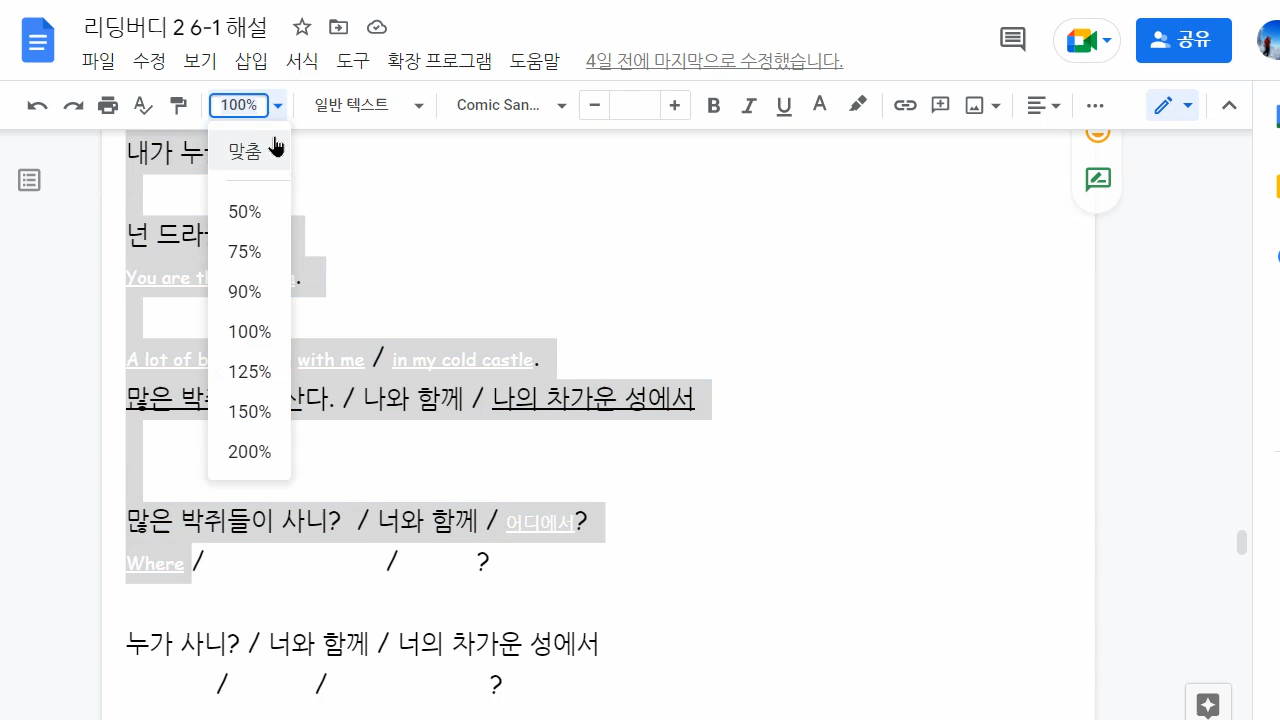 리딩버디 2 6-1 해설
파일 수정 보기 삽입 서식 도구 확장 프로그램 도움말 4일 전에 마지막으로 수정했습니다.
공유
100% 일반 텍스트 Comic San... B I U A
맞춤
50%
75%
90%
100%
125%
150%
200%
내가
넌 드라
You are .
A lot of with me / in my cold castle.
많은 산다. / 나와 함께 / 나의 차가운 성에서
많은 박쥐들이 사니? / 너와 함께 / 어디에서?
Where / / ?
누가 사니? / 너와 함께 / 너의 차가운 성에서
/ / ?